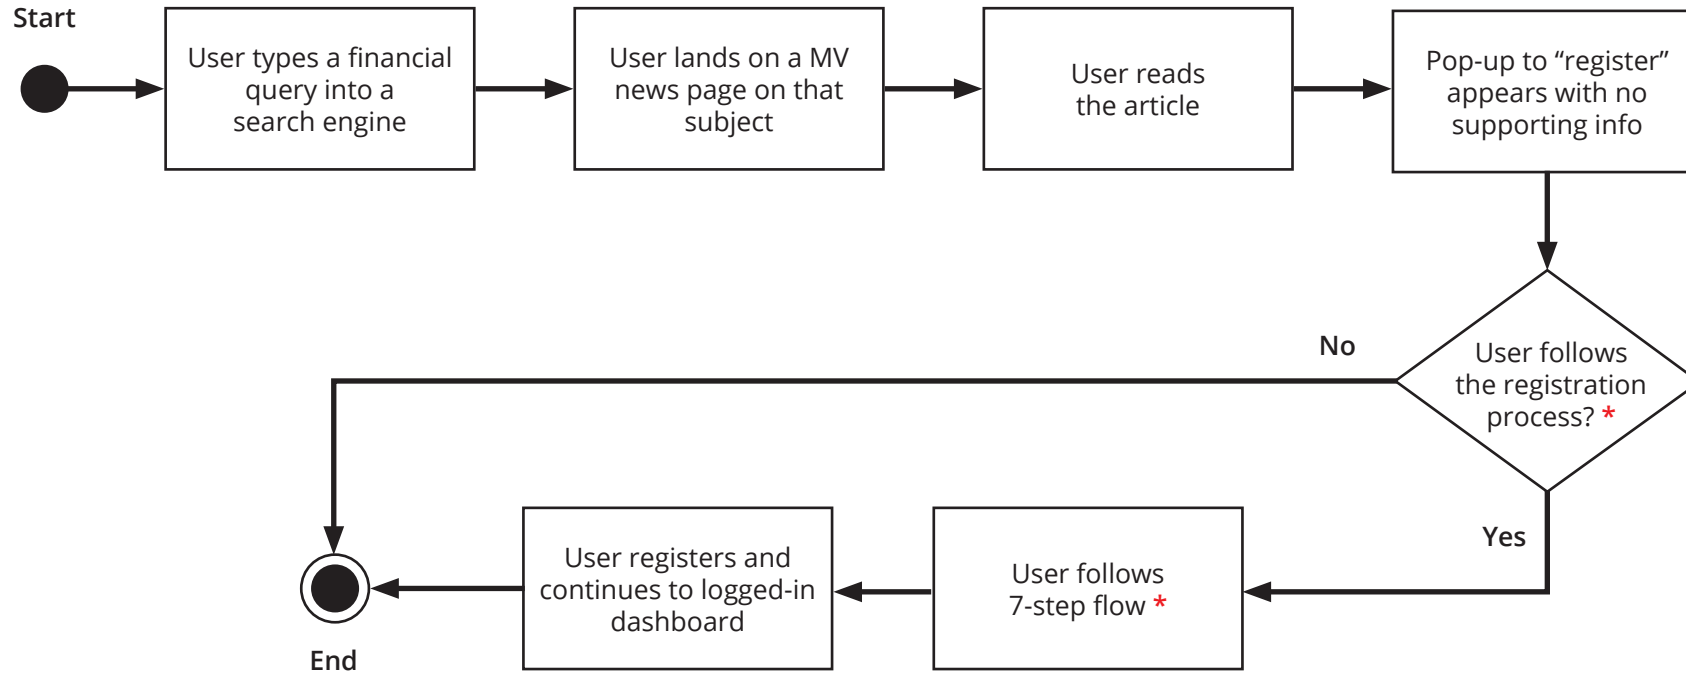 Start
User types a financial
query into a
search engine
User lands on a MV
news page on that
subject
User reads
the article
Pop-up to “register”
appears with no
supporting info
User follows
the registration
process? *
No
Yes
User follows
7-step flow *
User registers and
continues to logged-in
dashboard
End